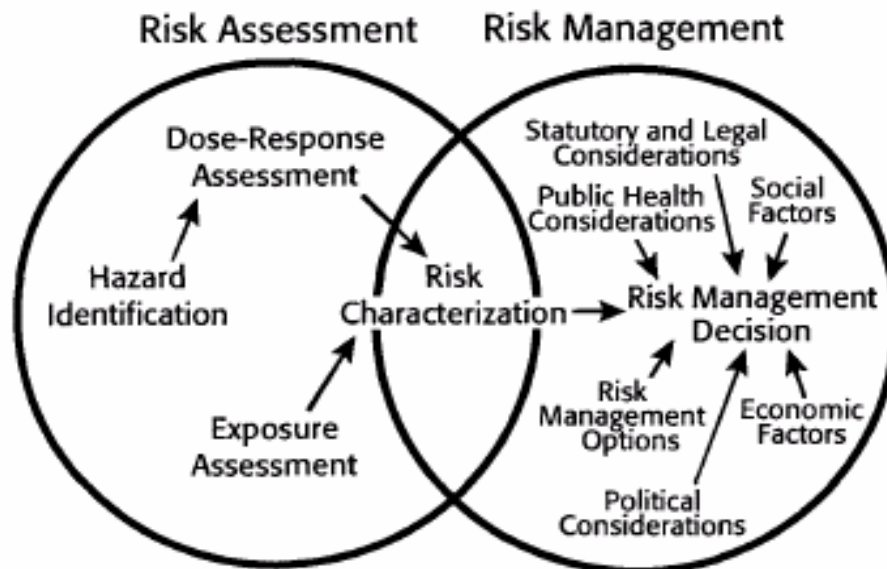 Risk Assessment
Risk Management
Dose-Response
Assessment
Hazard
Identification
Exposure
Assessment
Risk
Characterization
Statutory and Legal
Considerations
Public Health
Considerations
Social
Factors
Risk Management
Decision
Risk
Management
Options
Economic
Factors
Political
Considerations